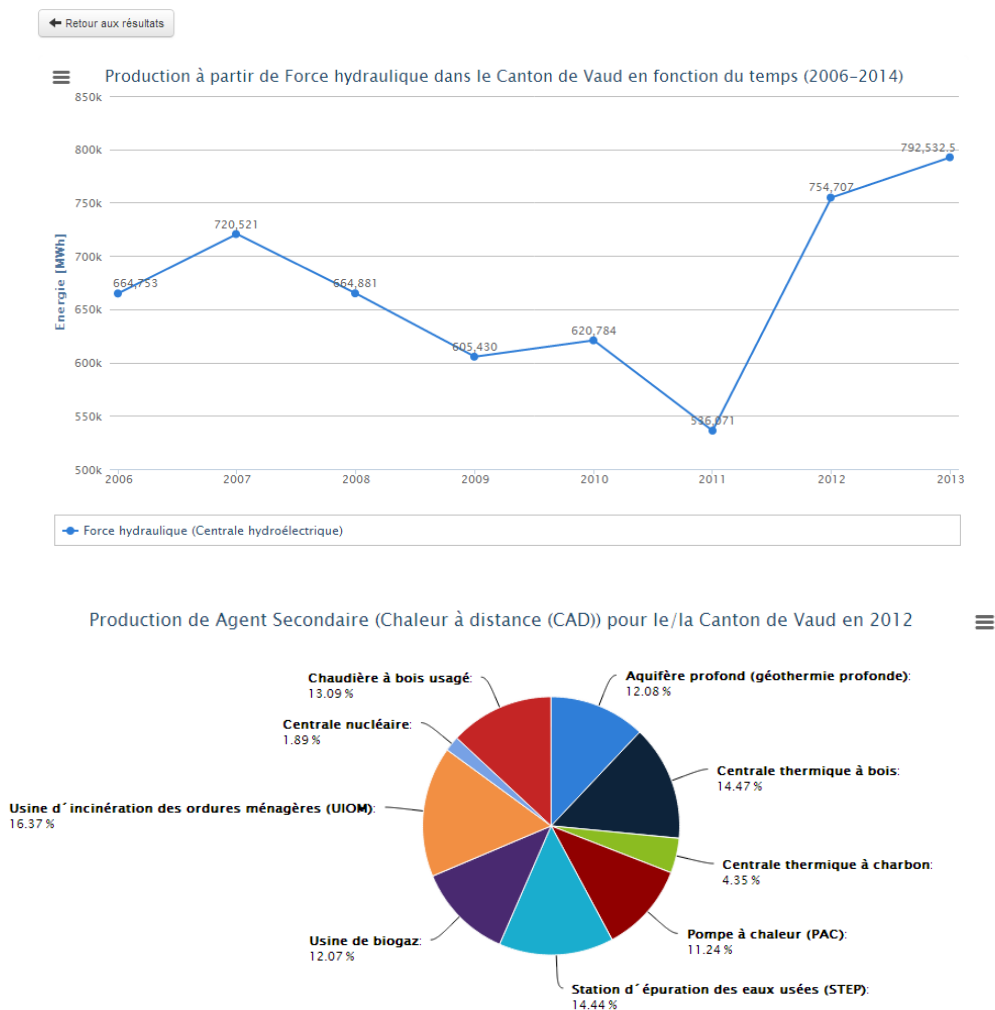 Retour aux résultats
Production à partir de Force hydraulique dans le Canton de Vaud en fonction du temps (2006-2014)
Energie [MWh]
850k
800k
750k
700k
650k
600k
550k
500k
664,753
720,521
664,881
605,430
620,784
536,071
754,707
792,532.5
2006
2007
2008
2009
2010
2011
2012
2013
Force hydraulique (Centrale hydroélectrique)
Production de Agent Secondaire (Chaleur à distance (CAD)) pour le/la Canton de Vaud en 2012
Aquifère profond (géothermie profonde):
12.08 %
Centrale thermique à bois:
14.47 %
Centrale thermique à charbon:
4.35 %
Pompe à chaleur (PAC):
11.24 %
Station d´épuration des eaux usées (STEP):
14.44 %
Usine de biogaz:
12.07 %
Usine d´incinération des ordures ménagères (UIOM):
16.37 %
Centrale nucléaire:
1.89 %
Chaudière à bois usagé:
13.09 %